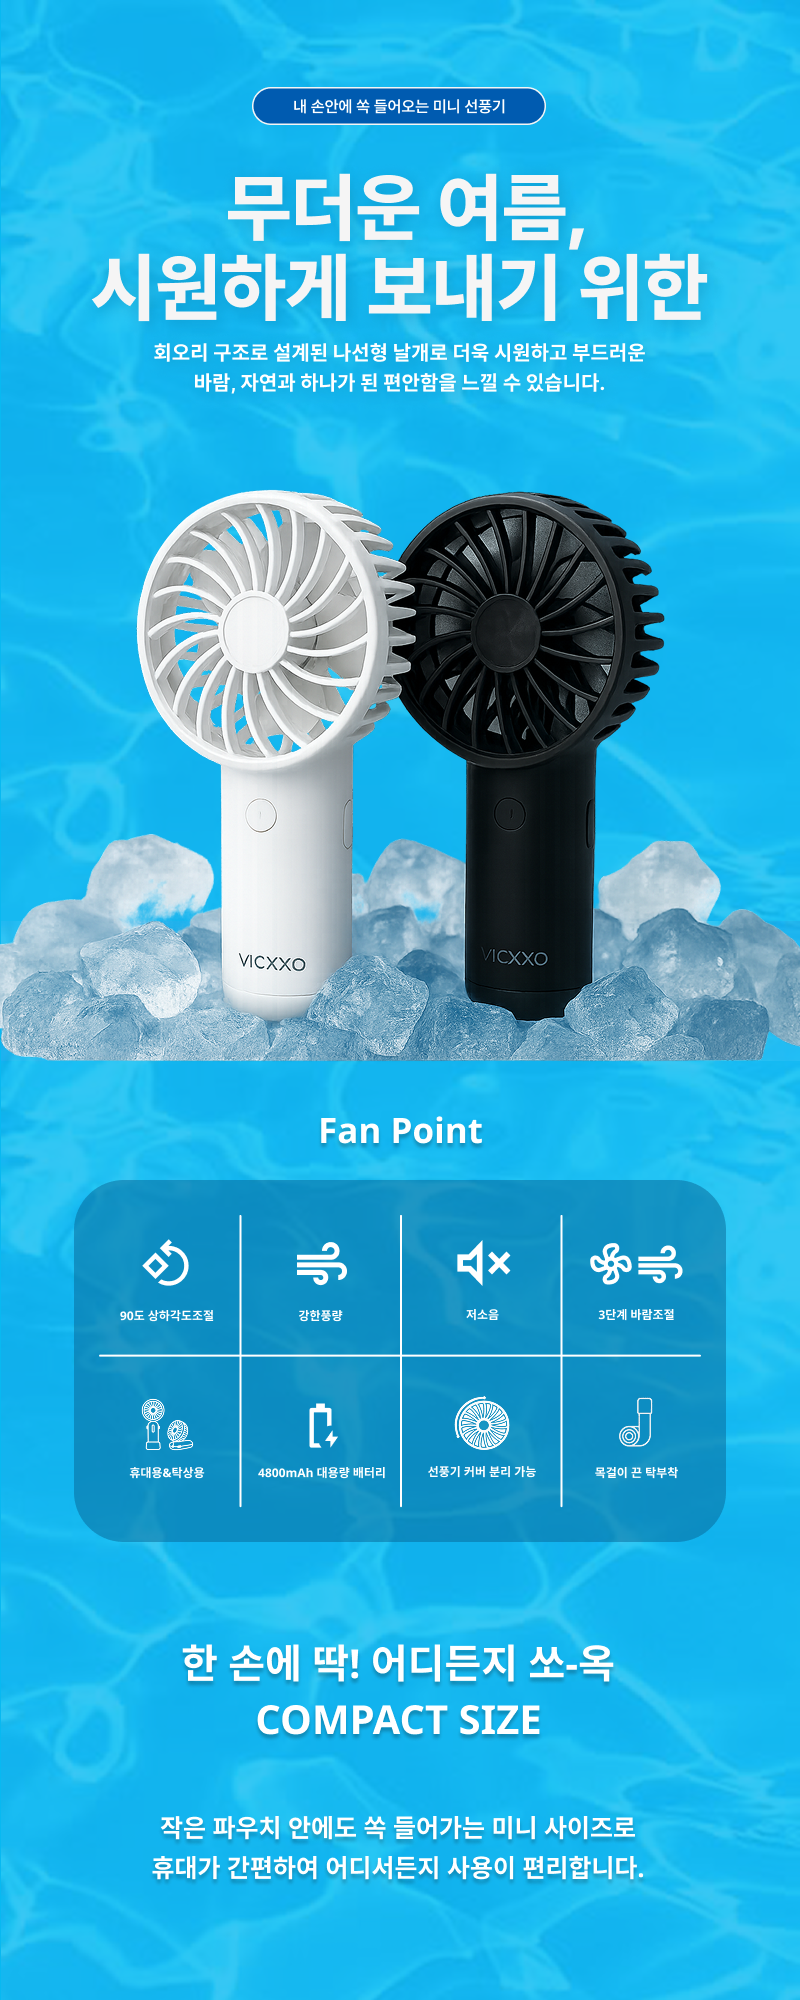 내 손안에 쏙 들어오는 미니 선풍기
무더운 여름,
시원하게 보내기 위한
회오리 구조로 설계된 나선형 날개로 더욱 시원하고 부드러운
바람, 자연과 하나가 된 편안함을 느낄 수 있습니다.
VICXXO
VICXXO
Fan Point
90도 상하각도조절
강한풍량
저소음
3단계 바람조절
휴대용&탁상용
4800mAh 대용량 배터리
선풍기 커버 분리 가능
목걸이 끈 탁부착
한 손에 딱! 어디든지 쏘-옥
COMPACT SIZE
작은 파우치 안에도 쏙 들어가는 미니 사이즈로
휴대가 간편하여 어디서든지 사용이 편리합니다.